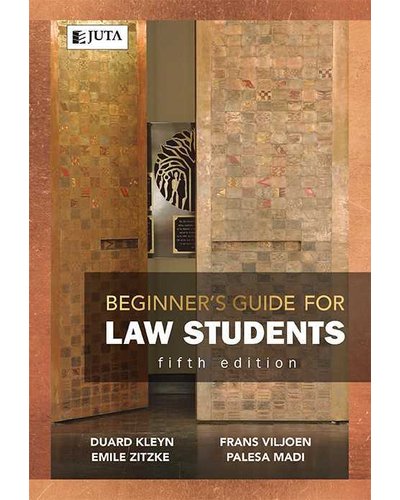 JUTA
BEGINNER'S GUIDE FOR
LAW STUDENTS
fifth edition
DUARD KLEYN
FRANS VILJOEN
EMILE ZITZKE
PALESA MADI